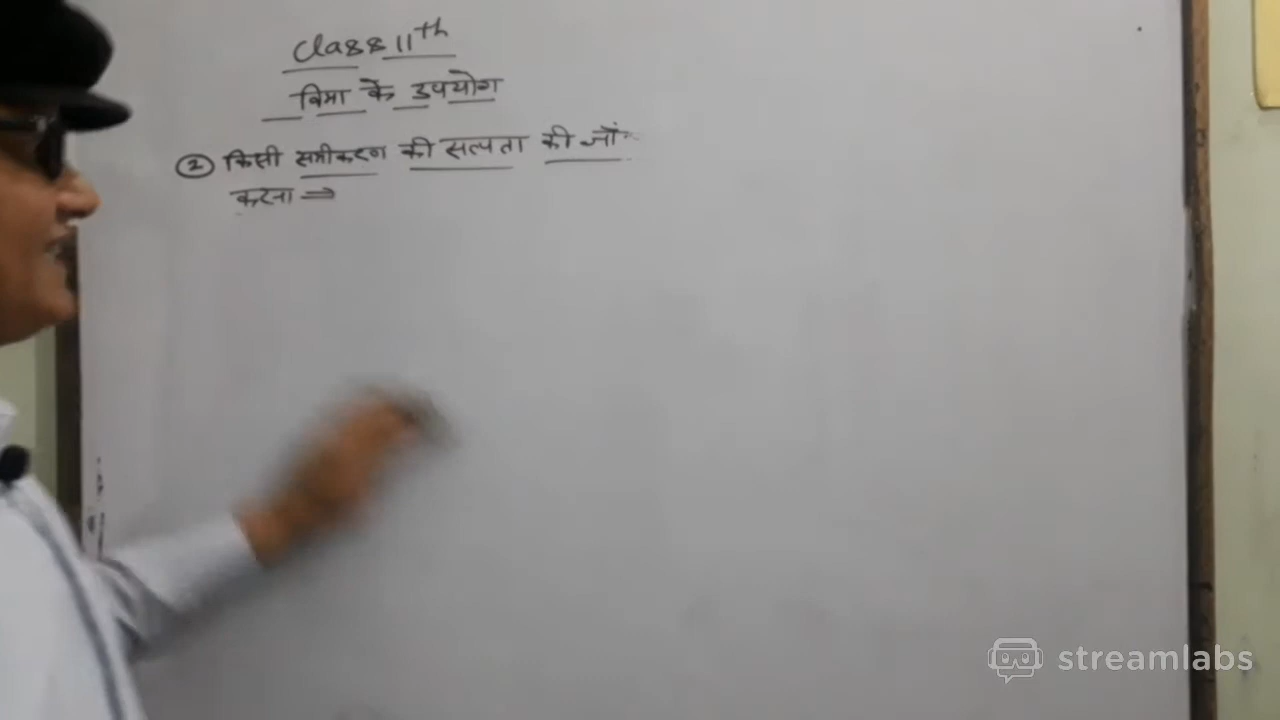 Class 11th
विमा के उपयोग
② किसी समीकरण की सत्यता की
करना ⇒
streamlabs